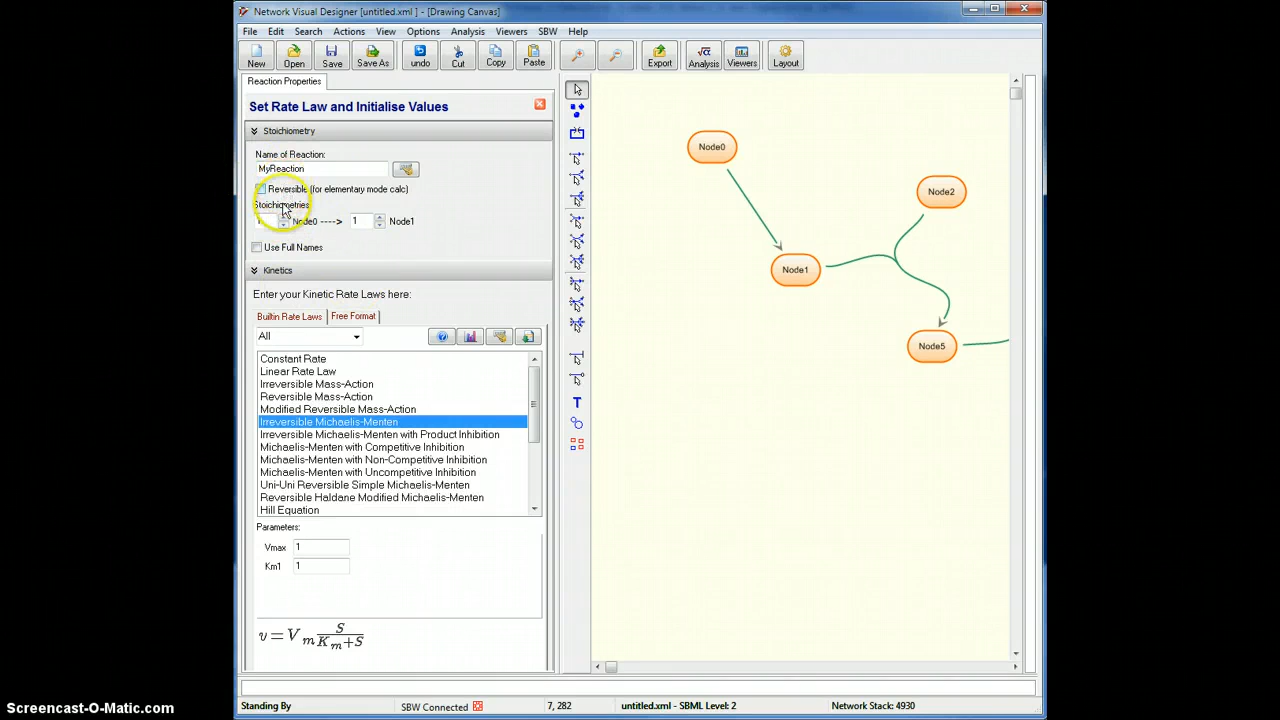 Network Visual Designer [untitled.xml ] - [Drawing Canvas]
File Edit Search Actions View Options Analysis Viewers SBW Help
New Open Save Save As undo Cut Copy Paste Export Analysis Viewers Layout
Reaction Properties
Set Rate Law and Initialise Values
Stoichiometry
Name of Reaction:
MyReaction
Reversible (for elementary mode calc)
Stoichiometries
1 Node0 ----> 1 Node1
Use Full Names
Kinetics
Enter your Kinetic Rate Laws here:
Builtin Rate Laws Free Format
All
Constant Rate
Linear Rate Law
Irreversible Mass-Action
Reversible Mass-Action
Modified Reversible Mass-Action
Irreversible Michaelis-Menten
Irreversible Michaelis-Menten with Product Inhibition
Michaelis-Menten with Competitive Inhibition
Michaelis-Menten with Non-Competitive Inhibition
Michaelis-Menten with Uncompetitive Inhibition
Uni-Uni Reversible Simple Michaelis-Menten
Reversible Haldane Modified Michaelis-Menten
Hill Equation
Parameters:
Vmax 1
Km1 1
v = V_m S / (K_m + S)
T
Node0
Node2
Node1
Node5
Standing By SBW Connected 7, 282 untitled.xml - SBML Level: 2 Network Stack: 4930
Screencast-O-Matic.com